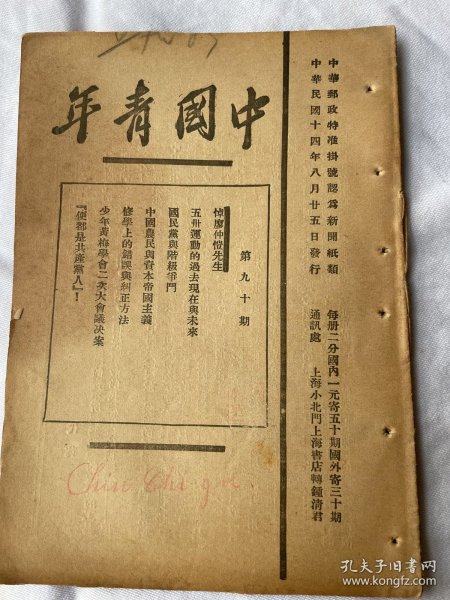 中華郵政特准掛號認爲新聞紙類
中華民國十四年八月廿五日發行
每册二分國內一元寄五十期國外寄三十期
通訊處 上海小北門上海書店轉鍾清君
中國青年
第九十期
悼廖仲愷先生
五卅運動的過去現在與未來
國民黨與階級爭鬥
中國農民與資本帝國主義
修學上的錯誤與糾正方法
少年黃梅學會二次大會議決案
『便都是共產黨人』！
Chin Chi
孔夫子旧书网
www.kongfz.com